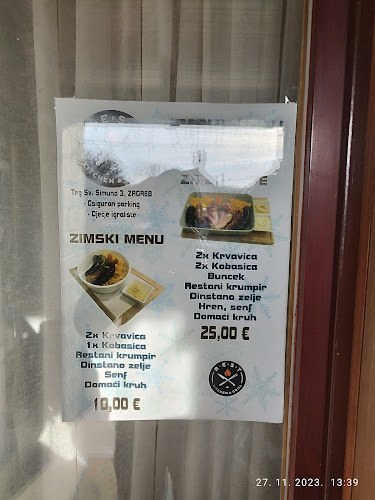 Trg Sv. Šimuna 3, ZAGREB
- Osiguran parking
- Dječje igralište
ZIMSKI MENU
2x Krvavica
1x Kobasica
Restani krumpir
Dinstano zelje
Senf
Domaći kruh
10,00 €
2x Krvavica
2x Kobasica
Buncek
Restani krumpir
Dinstano zelje
Hren, senf
Domaći kruh
25,00 €
REST
27. 11. 2023. 13:39